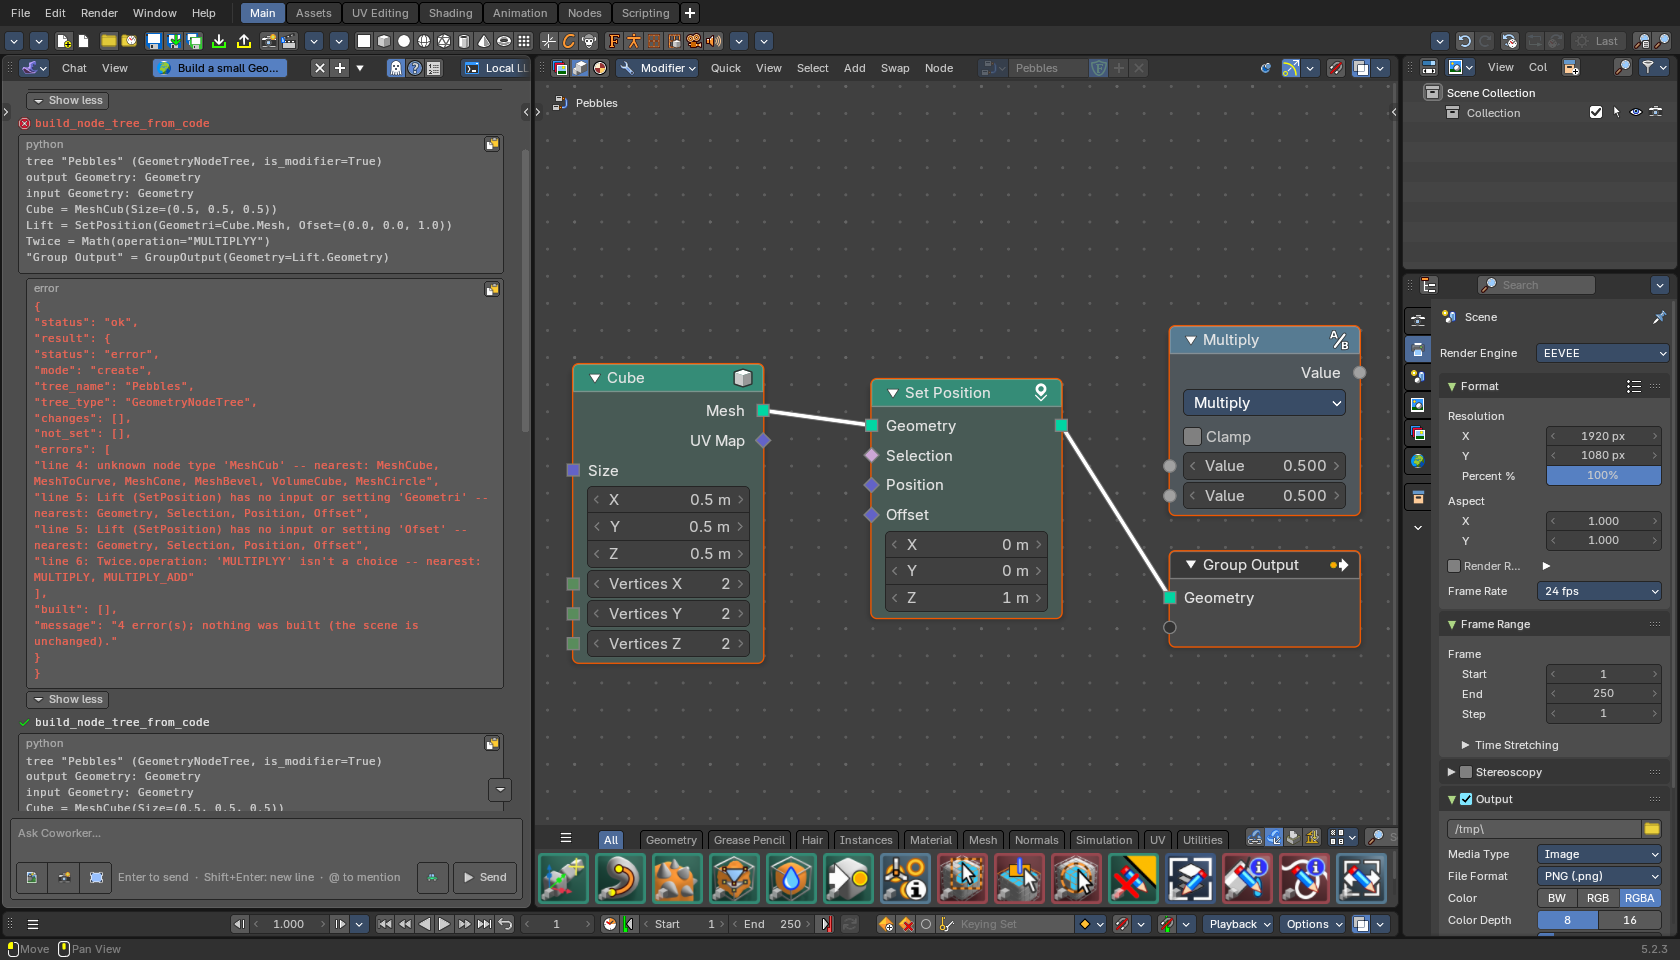 File Edit Render Window Help Main Assets UV Editing Shading Animation Nodes Scripting
Last
Chat View Build a small Geo... Local LL
Modifier Quick View Select Add Swap Node Pebbles
View Col
Show less
build_node_tree_from_code
python
tree "Pebbles" (GeometryNodeTree, is_modifier=True)
output Geometry: Geometry
input Geometry: Geometry
Cube = MeshCub(Size=(0.5, 0.5, 0.5))
Lift = SetPosition(Geometri=Cube.Mesh, Ofset=(0.0, 0.0, 1.0))
Twice = Math(operation="MULTIPLYY")
"Group Output" = GroupOutput(Geometry=Lift.Geometry)
error
{
"status": "ok",
"result": {
"status": "error",
"mode": "create",
"tree_name": "Pebbles",
"tree_type": "GeometryNodeTree",
"changes": [],
"not_set": [],
"errors": [
"line 4: unknown node type 'MeshCub' -- nearest: MeshCube,
MeshToCurve, MeshCone, MeshBevel, VolumeCube, MeshCircle",
"line 5: Lift (SetPosition) has no input or setting 'Geometri' --
nearest: Geometry, Selection, Position, Offset",
"line 5: Lift (SetPosition) has no input or setting 'Ofset' --
nearest: Geometry, Selection, Position, Offset",
"line 6: Twice.operation: 'MULTIPLYY' isn't a choice -- nearest:
MULTIPLY, MULTIPLY_ADD"
],
"built": [],
"message": "4 error(s); nothing was built (the scene is
unchanged)."
}
}
Show less
build_node_tree_from_code
python
tree "Pebbles" (GeometryNodeTree, is_modifier=True)
output Geometry: Geometry
input Geometry: Geometry
Cube = MeshCube(Size=(0.5, 0.5, 0.5))
Ask Coworker...
Enter to send · Shift+Enter: new line · @ to mention
Send
Pebbles
Cube
Mesh
UV Map
Size
X 0.5 m
Y 0.5 m
Z 0.5 m
Vertices X 2
Vertices Y 2
Vertices Z 2
Set Position
Geometry
Selection
Position
Offset
X 0 m
Y 0 m
Z 1 m
Multiply
A/B
Value
Multiply
Clamp
Value 0.500
Value 0.500
Group Output
Geometry
All Geometry Grease Pencil Hair Instances Material Mesh Normals Simulation UV Utilities
Scene Collection
Collection
Search
Scene
Render Engine EEVEE
Format
Resolution
X 1920 px
Y 1080 px
Percent % 100%
Aspect
X 1.000
Y 1.000
Render R...
Frame Rate 24 fps
Frame Range
Frame
Start 1
End 250
Step 1
Time Stretching
Stereoscopy
Output
/tmp\
Media Type Image
File Format PNG (.png)
Color BW RGB RGBA
Color Depth 8 16
1.000 1 Start 1 End 250 Keying Set Playback Options
Move Pan View 5.2.3